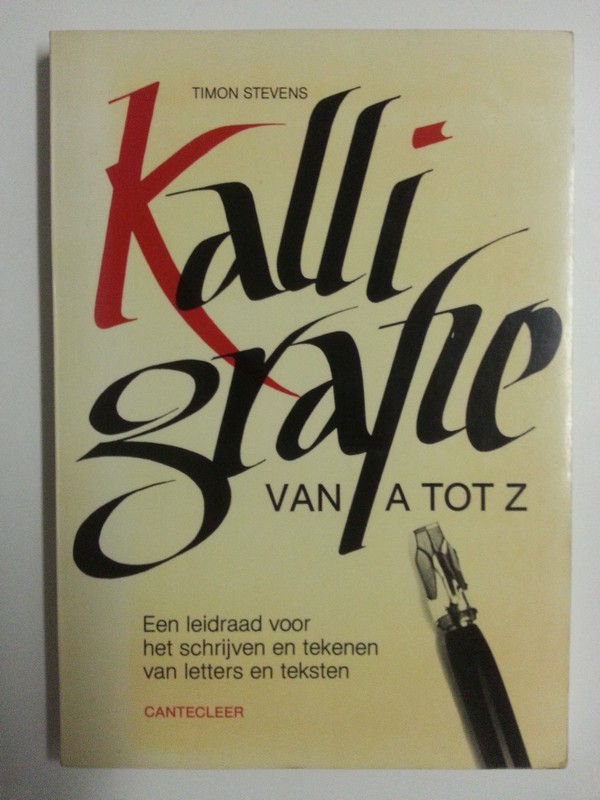 TIMON STEVENS
Kalli
grafie
VAN A TOT Z
Een leidraad voor
het schrijven en tekenen
van letters en teksten
CANTECLEER